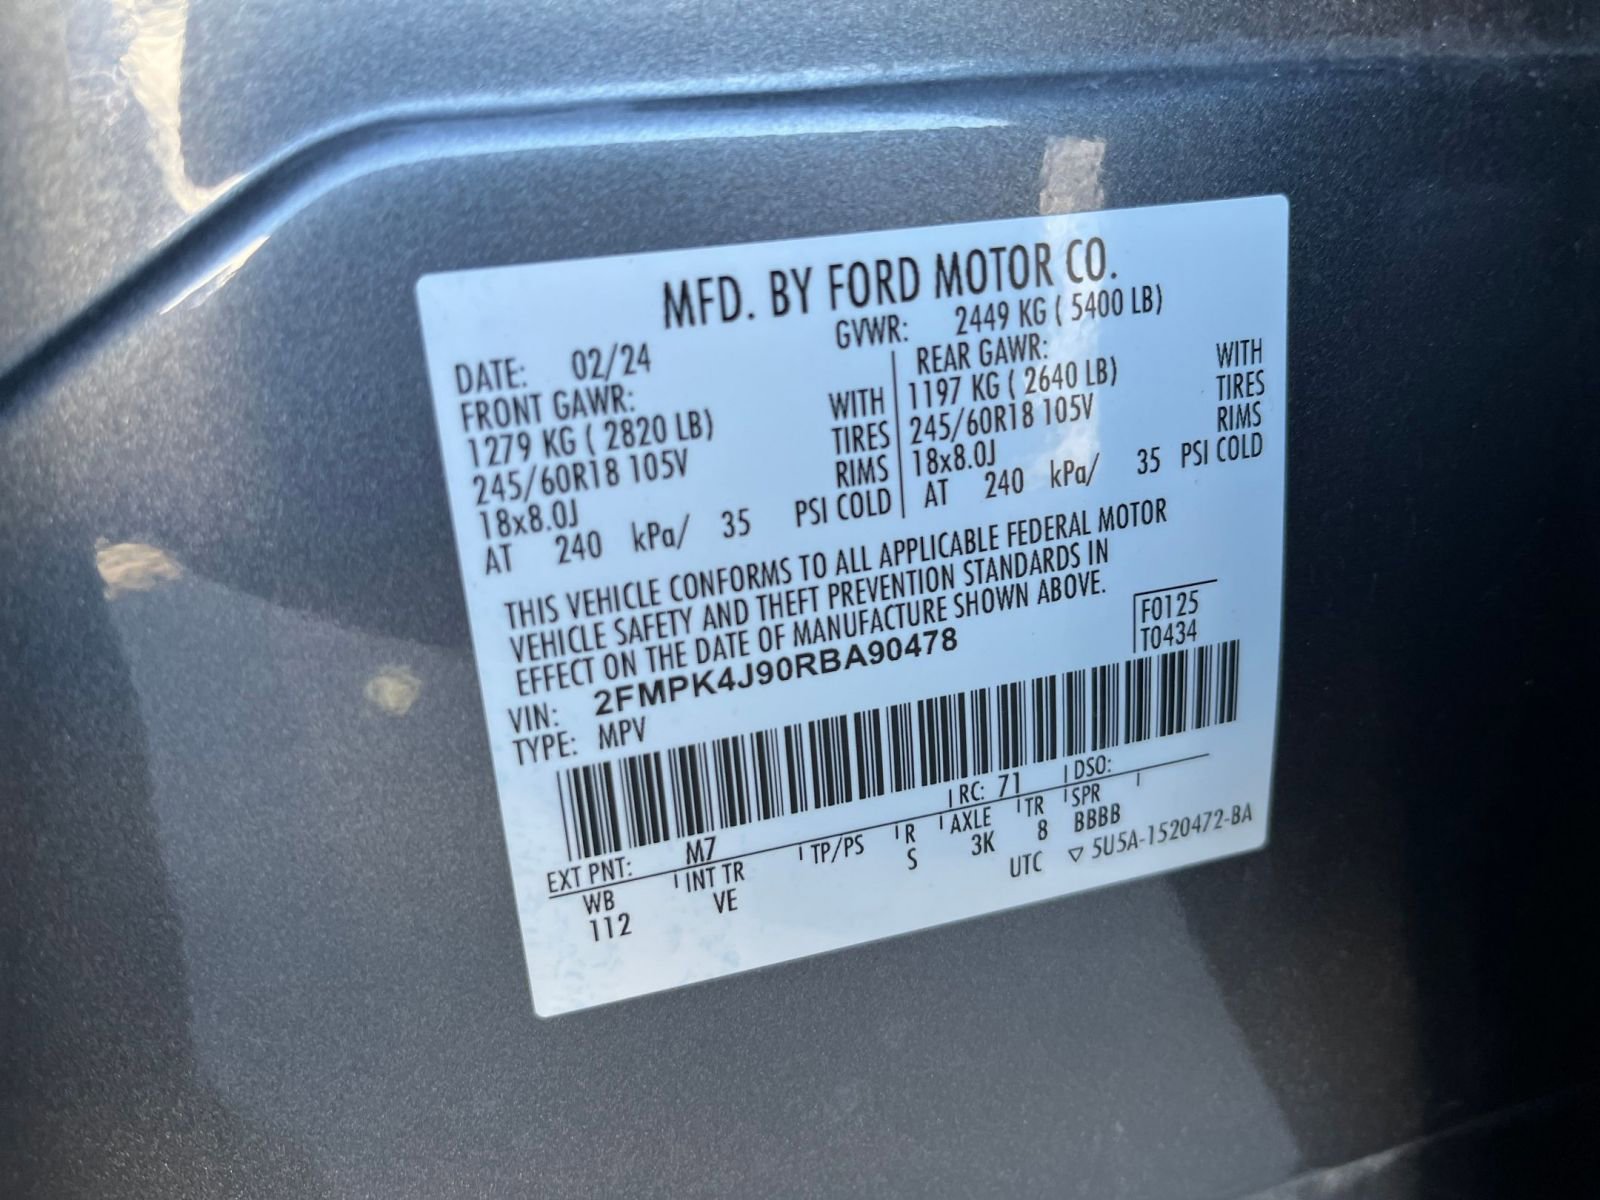 MFD. BY FORD MOTOR CO.
DATE: 02/24 GVWR: 2449 KG ( 5400 LB)
FRONT GAWR: REAR GAWR:
1279 KG ( 2820 LB) WITH 1197 KG ( 2640 LB) WITH
245/60R18 105V TIRES 245/60R18 105V TIRES
18x8.0J RIMS 18x8.0J RIMS
AT 240 kPa/ 35 PSI COLD AT 240 kPa/ 35 PSI COLD
THIS VEHICLE CONFORMS TO ALL APPLICABLE FEDERAL MOTOR
VEHICLE SAFETY AND THEFT PREVENTION STANDARDS IN
EFFECT ON THE DATE OF MANUFACTURE SHOWN ABOVE.
VIN: 2FMPK4J90RBA90478 F0125
TYPE: MPV T0434
EXT PNT: M7 RC: 71 DSO:
WB INT TR TP/PS R AXLE TR SPR
112 VE S 3K 8 BBBB
UTC ▽ 5U5A-1520472-BA